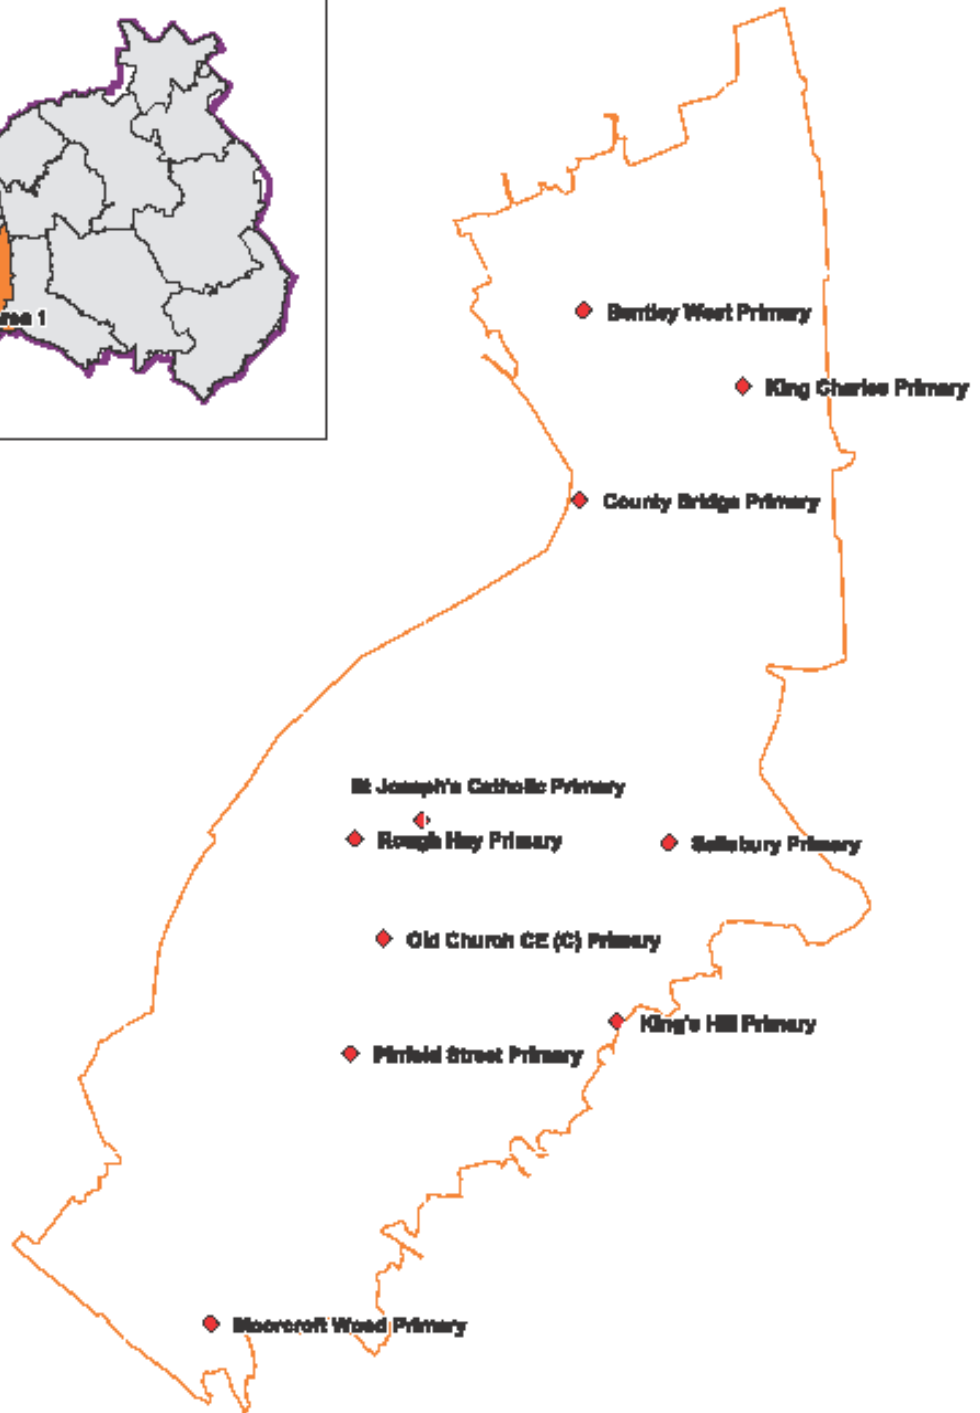 rea 1
Bentley West Primary
King Charles Primary
County Bridge Primary
St Joseph's Catholic Primary
Rough Hay Primary
Salisbury Primary
Old Church CE (C) Primary
King's Hill Primary
Pinfold Street Primary
Moorcroft Wood Primary